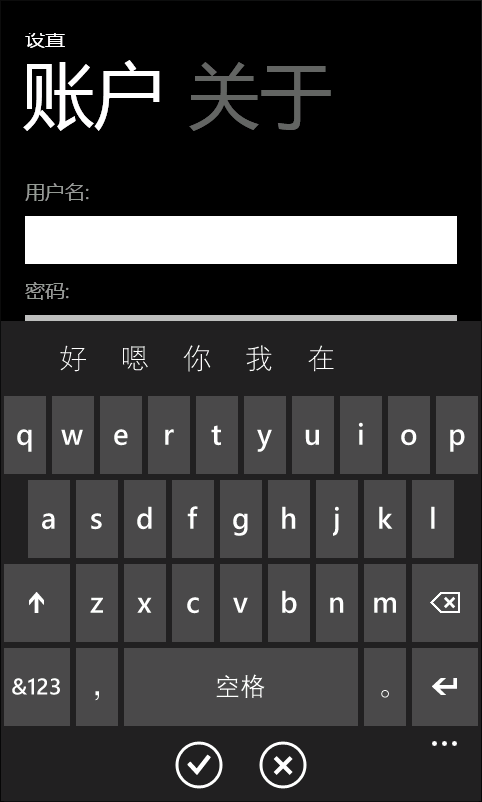 设置
账户 关于
用户名:
密码:
好 嗯 你 我 在
q w e r t y u i o p
a s d f g h j k l
z x c v b n m
&123 , 空格 。